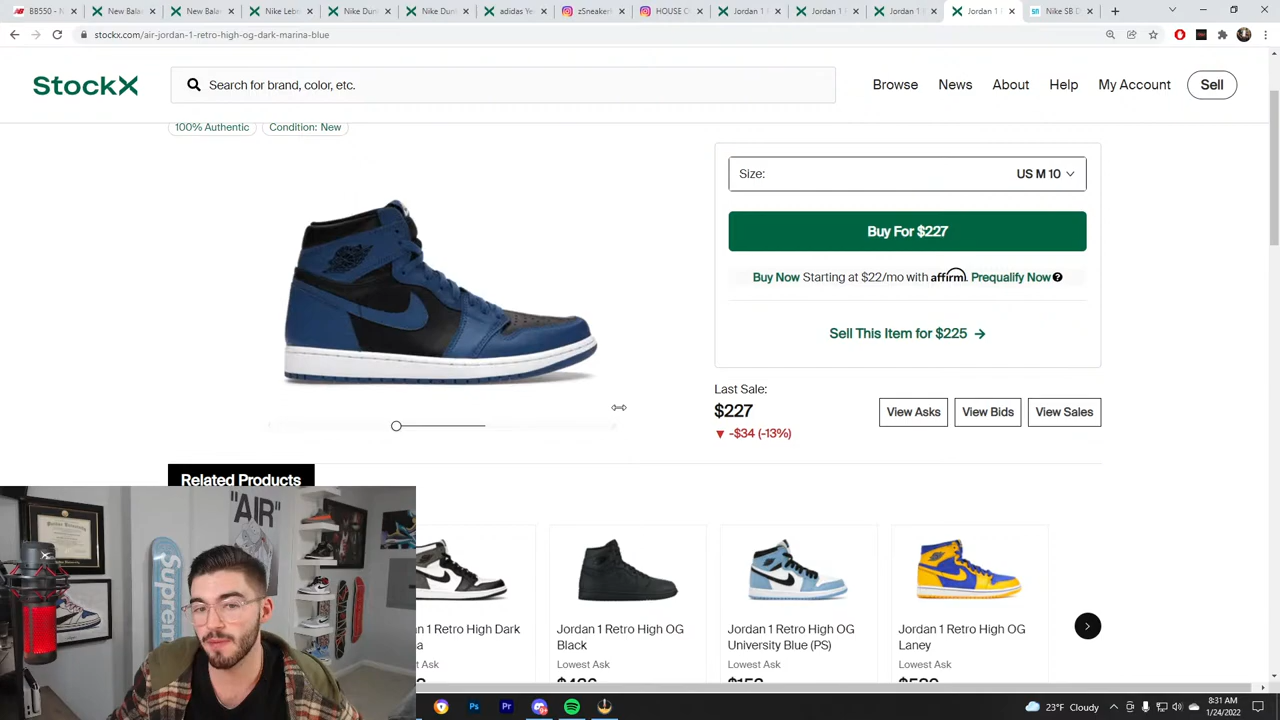 BB550 - N
New Balan
New Balan
Nike Lebro
Nike Dun
Nike Dunk
adidas Ye
zSneaker
HOUSE C
Jordan 1
Jordan 1
Jordan 1
Jordan 1
Nike SB D
stockx.com/air-jordan-1-retro-high-og-dark-marina-blue
StockX
Search for brand, color, etc.
Browse
News
About
Help
My Account
Sell
100% Authentic
Condition: New
Size:
US M 10
Buy For $227
Buy Now Starting at $22/mo with affirm. Prequalify Now
Sell This Item for $225
Last Sale:
$227
-$34 (-13%)
View Asks
View Bids
View Sales
Related Products
"AIR
Supreme
n 1 Retro High Dark
a
t Ask
Jordan 1 Retro High OG
Black
Lowest Ask
Jordan 1 Retro High OG
University Blue (PS)
Lowest Ask
Jordan 1 Retro High OG
Laney
Lowest Ask
Ps
Pr
23°F Cloudy
8:31 AM
1/24/2022